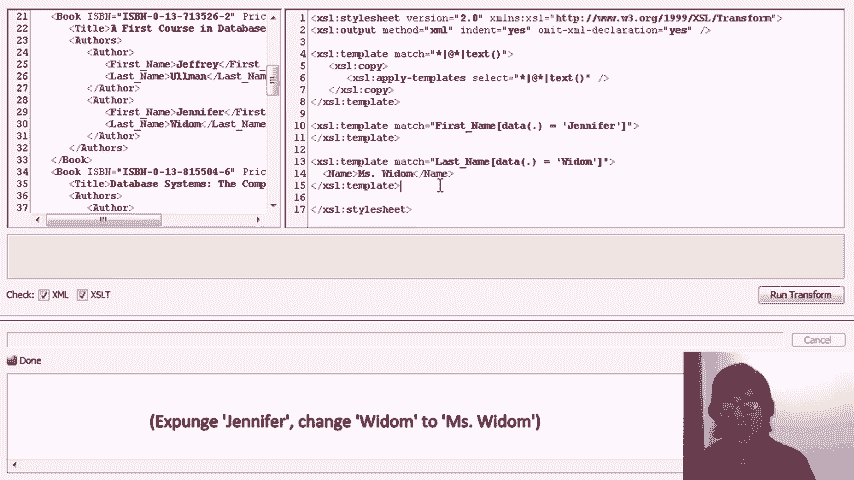 21 <Book ISBN="ISBN-0-13-713526-2" Pric
22 <Title>A First Course in Database
23 <Authors>
24 <Author>
25 <First_Name>Jeffrey</First_
26 <Last_Name>Ullman</Last_Nam
27 </Author>
28 <Author>
29 <First_Name>Jennifer</First
30 <Last_Name>Widom</Last_Name
31 </Author>
32 </Authors>
33 </Book>
34 <Book ISBN="ISBN-0-13-815504-6" Pric
35 <Title>Database Systems: The Comp
36 <Authors>
37 <Author>
1 <xsl:stylesheet version="2.0" xmlns:xsl="http://www.w3.org/1999/XSL/Transform">
2 <xsl:output method="xml" indent="yes" omit-xml-declaration="yes" />
3
4 <xsl:template match="*|@*|text()">
5 <xsl:copy>
6 <xsl:apply-templates select="*|@*|text()" />
7 </xsl:copy>
8 </xsl:template>
9
10 <xsl:template match="First_Name[data(.) = 'Jennifer']">
11 </xsl:template>
12
13 <xsl:template match="Last_Name[data(.) = 'Widom']">
14 <Name>Ms. Widom</Name>
15 </xsl:template>
16
17 </xsl:stylesheet>
Check: XML XSLT
Run Transform
Cancel
Done
(Expunge 'Jennifer', change 'Widom' to 'Ms. Widom')